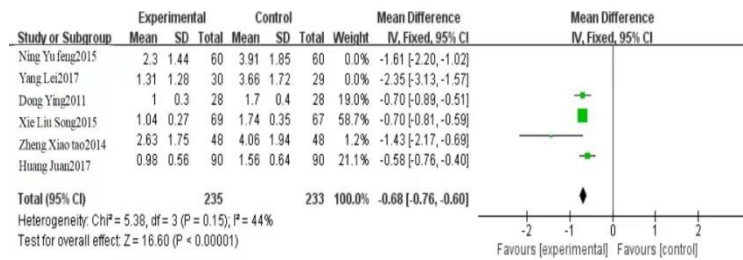 Experimental Control Mean Difference Mean Difference
Study or Subgroup Mean SD Total Mean SD Total Weight IV, Fixed, 95% CI IV, Fixed, 95% CI
Ning Yu feng2015 2.3 1.44 60 3.91 1.85 60 0.0% -1.61 [-2.20, -1.02]
Yang Lei2017 1.31 1.28 30 3.66 1.72 29 0.0% -2.35 [-3.13, -1.57]
Dong Ying2011 1 0.3 28 1.7 0.4 28 19.0% -0.70 [-0.89, -0.51]
Xie Liu Song2015 1.04 0.27 69 1.74 0.35 67 58.7% -0.70 [-0.81, -0.59]
Zheng Xiao tao2014 2.63 1.75 48 4.06 1.94 48 1.2% -1.43 [-2.17, -0.69]
Huang Juan2017 0.98 0.56 90 1.56 0.64 90 21.1% -0.58 [-0.76, -0.40]
Total (95% CI) 235 233 100.0% -0.68 [-0.76, -0.60]
Heterogeneity: Chi² = 5.38, df = 3 (P = 0.15); I² = 44%
Test for overall effect: Z = 16.60 (P < 0.00001)
-2 -1 0 1 2
Favours [experimental] Favours [control]